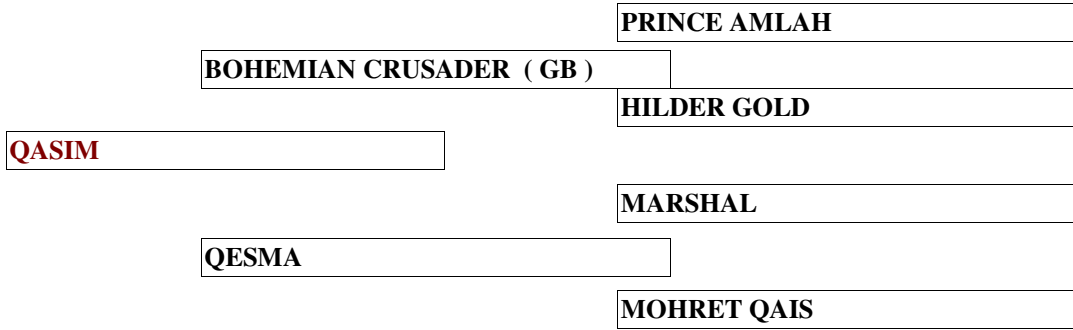 PRINCE AMLAH
BOHEMIAN CRUSADER ( GB )
HILDER GOLD
QASIM
MARSHAL
QESMA
MOHRET QAIS